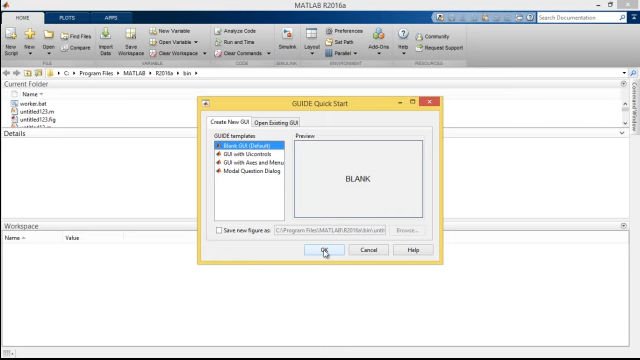 MATLAB R2016a
HOME PLOTS APPS Search Documentation
New Script New Open Find Files Compare Import Data Save Workspace New Variable Open Variable Clear Workspace Analyze Code Run and Time Clear Commands Simulink Layout Preferences Set Path Parallel Add-Ons Help Community Request Support
FILE VARIABLE CODE SIMULINK ENVIRONMENT RESOURCES
C: Program Files MATLAB R2016a bin
Current Folder
Name
worker.bat
untitled123.m
untitled123.fig
Details
Workspace
Name Value
Command Window
GUIDE Quick Start
Create New GUI Open Existing GUI
GUIDE templates Preview
Blank GUI (Default)
GUI with Uicontrols
GUI with Axes and Menu
Modal Question Dialog
BLANK
Save new figure as: C:\Program Files\MATLAB\R2016a\bin\untit Browse...
OK Cancel Help